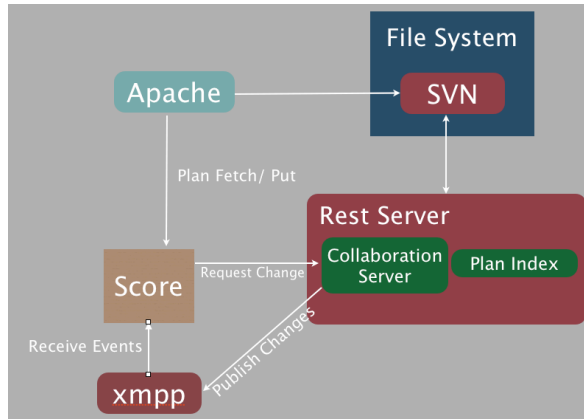 File System
Apache
SVN
Plan Fetch/ Put
Rest Server
Collaboration
Server
Plan Index
Request Change
Score
Receive Events
Publish Changes
xmpp